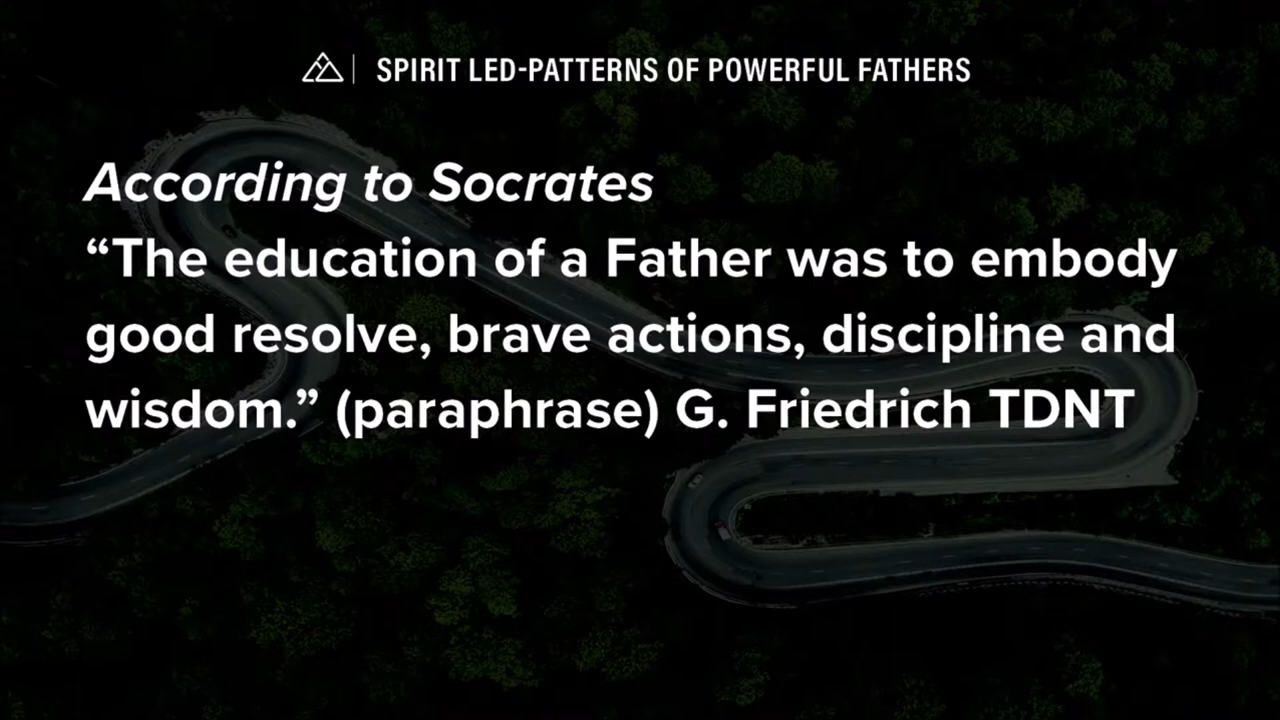 SPIRIT LED-PATTERNS OF POWERFUL FATHERS
According to Socrates
“The education of a Father was to embody
good resolve, brave actions, discipline and
wisdom.” (paraphrase) G. Friedrich TDNT